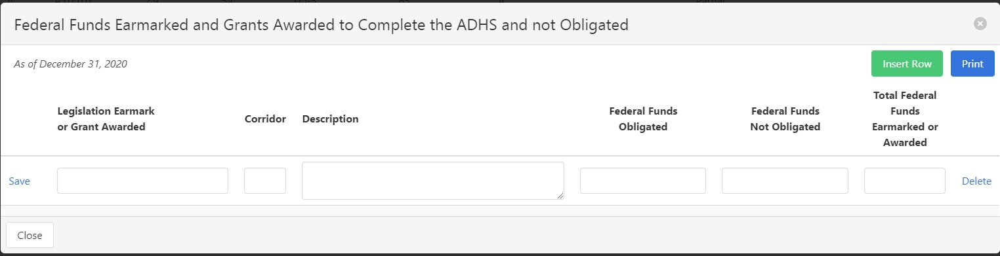 Federal Funds Earmarked and Grants Awarded to Complete the ADHS and not Obligated
As of December 31, 2020
Insert Row
Print
Legislation Earmark
or Grant Awarded
Corridor
Description
Federal Funds
Obligated
Federal Funds
Not Obligated
Total Federal
Funds
Earmarked or
Awarded
Save
Delete
Close